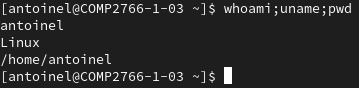 [antoinel@COMP2766-1-03 ~]$ whoami;uname;pwd
antoinel
Linux
/home/antoinel
[antoinel@COMP2766-1-03 ~]$